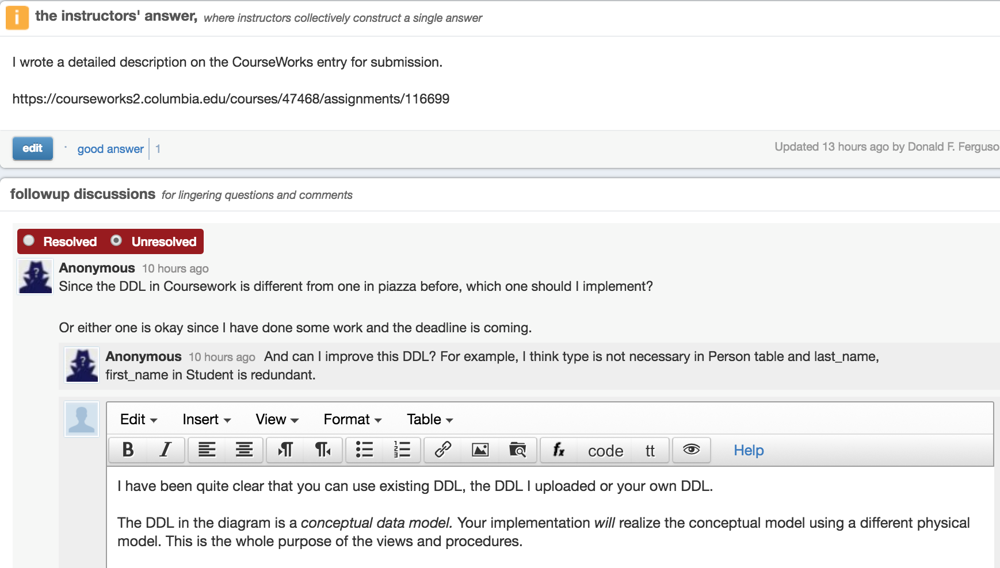 i the instructors' answer, where instructors collectively construct a single answer
I wrote a detailed description on the CourseWorks entry for submission.
https://courseworks2.columbia.edu/courses/47468/assignments/116699
edit · good answer 1 Updated 13 hours ago by Donald F. Ferguso
followup discussions for lingering questions and comments
Resolved Unresolved
Anonymous 10 hours ago
Since the DDL in Coursework is different from one in piazza before, which one should I implement?
Or either one is okay since I have done some work and the deadline is coming.
Anonymous 10 hours ago And can I improve this DDL? For example, I think type is not necessary in Person table and last_name,
first_name in Student is redundant.
Edit Insert View Format Table
B I fx code tt Help
I have been quite clear that you can use existing DDL, the DDL I uploaded or your own DDL.
The DDL in the diagram is a conceptual data model. Your implementation will realize the conceptual model using a different physical
model. This is the whole purpose of the views and procedures.